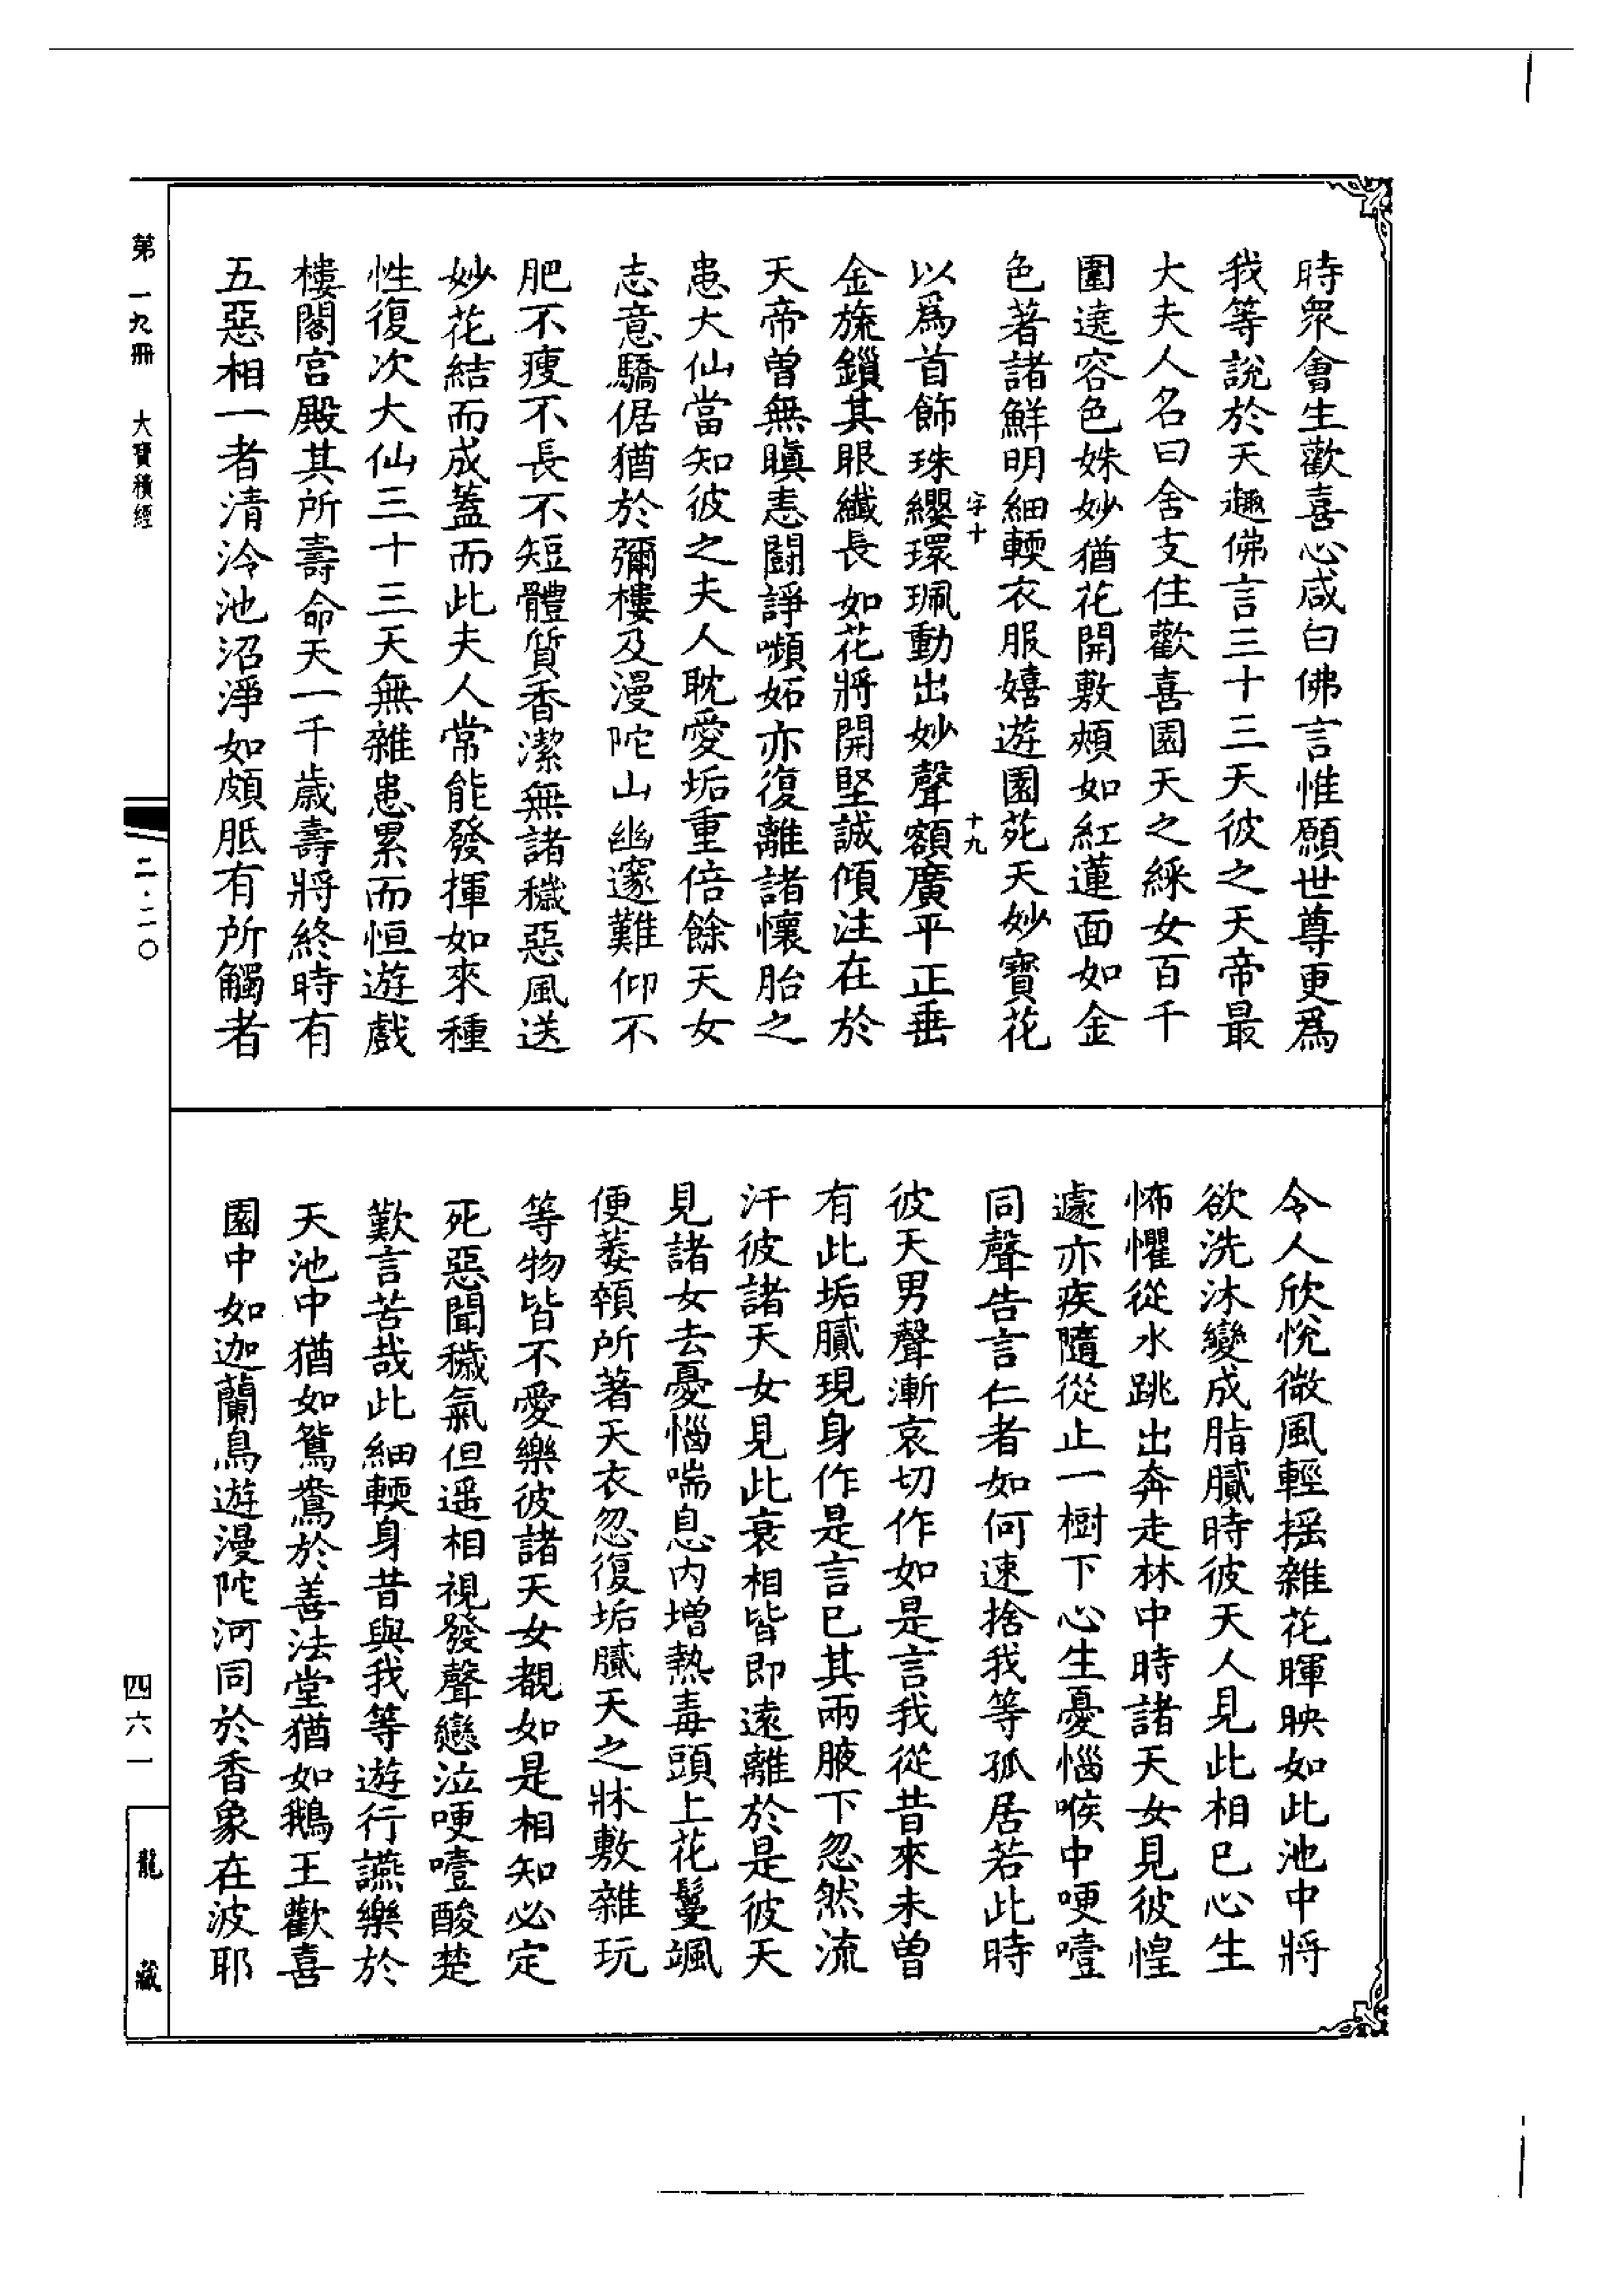 時眾會生歡喜心咸白佛言惟願世尊更爲
我等說於天趣佛言三十三天彼之天帝最
大夫人名曰舍支住歡喜園天之綵女百千
圍遶容色姝妙猶花開敷頰如紅蓮面如金
色著諸鮮明細輭衣服嬉遊園苑天妙寶花
字十
十九
以爲首飾珠纓環珮動出妙聲額廣平正垂
金旒鎻其眼纖長如花將開堅誠傾注在於
天帝曾無瞋恚鬪諍嚬妬亦復離諸懷胎之
患大仙當知彼之夫人耽愛垢重倍餘天女
志意驕倨猶於彌樓及漫陀山幽邃難仰不
肥不瘦不長不短體質香潔無諸穢惡風送
妙花結而成蓋而此夫人常能發揮如來種
性復次大仙三十三天無雜患累而恒遊戲
樓閣宮殿其所壽命天一千歲壽將終時有
五惡相一者清泠池沼淨如頗胝有所觸者
令人欣悅微風輕搖雜花暉映如此池中將
欲洗沐變成脂膩時彼天人見此相已心生
怖懼從水跳出奔走林中時諸天女見彼惶
遽亦疾隨從止一樹下心生憂惱喉中哽噎
同聲告言仁者如何速捨我等孤居若此時
彼天男聲漸哀切作如是言我從昔來未曾
有此垢膩現身作是言已其兩腋下忽然流
汗彼諸天女見此衰相皆即遠離於是彼天
見諸女去憂惱喘息内增熱毒頭上花鬘颯
便萎顇所著天衣忽復垢膩天之牀敷雜玩
等物皆不愛樂彼諸天女覩如是相知必定
死惡聞穢氣但遥相視發聲戀泣哽噎酸楚
歎言苦哉此細輭身昔與我等遊行讌樂於
天池中猶如鴛鴦於善法堂猶如鵝王歡喜
園中如迦蘭鳥遊漫陀河同於香象在波耶
第一九冊 大寶積經
二·二〇
四六一
龍藏